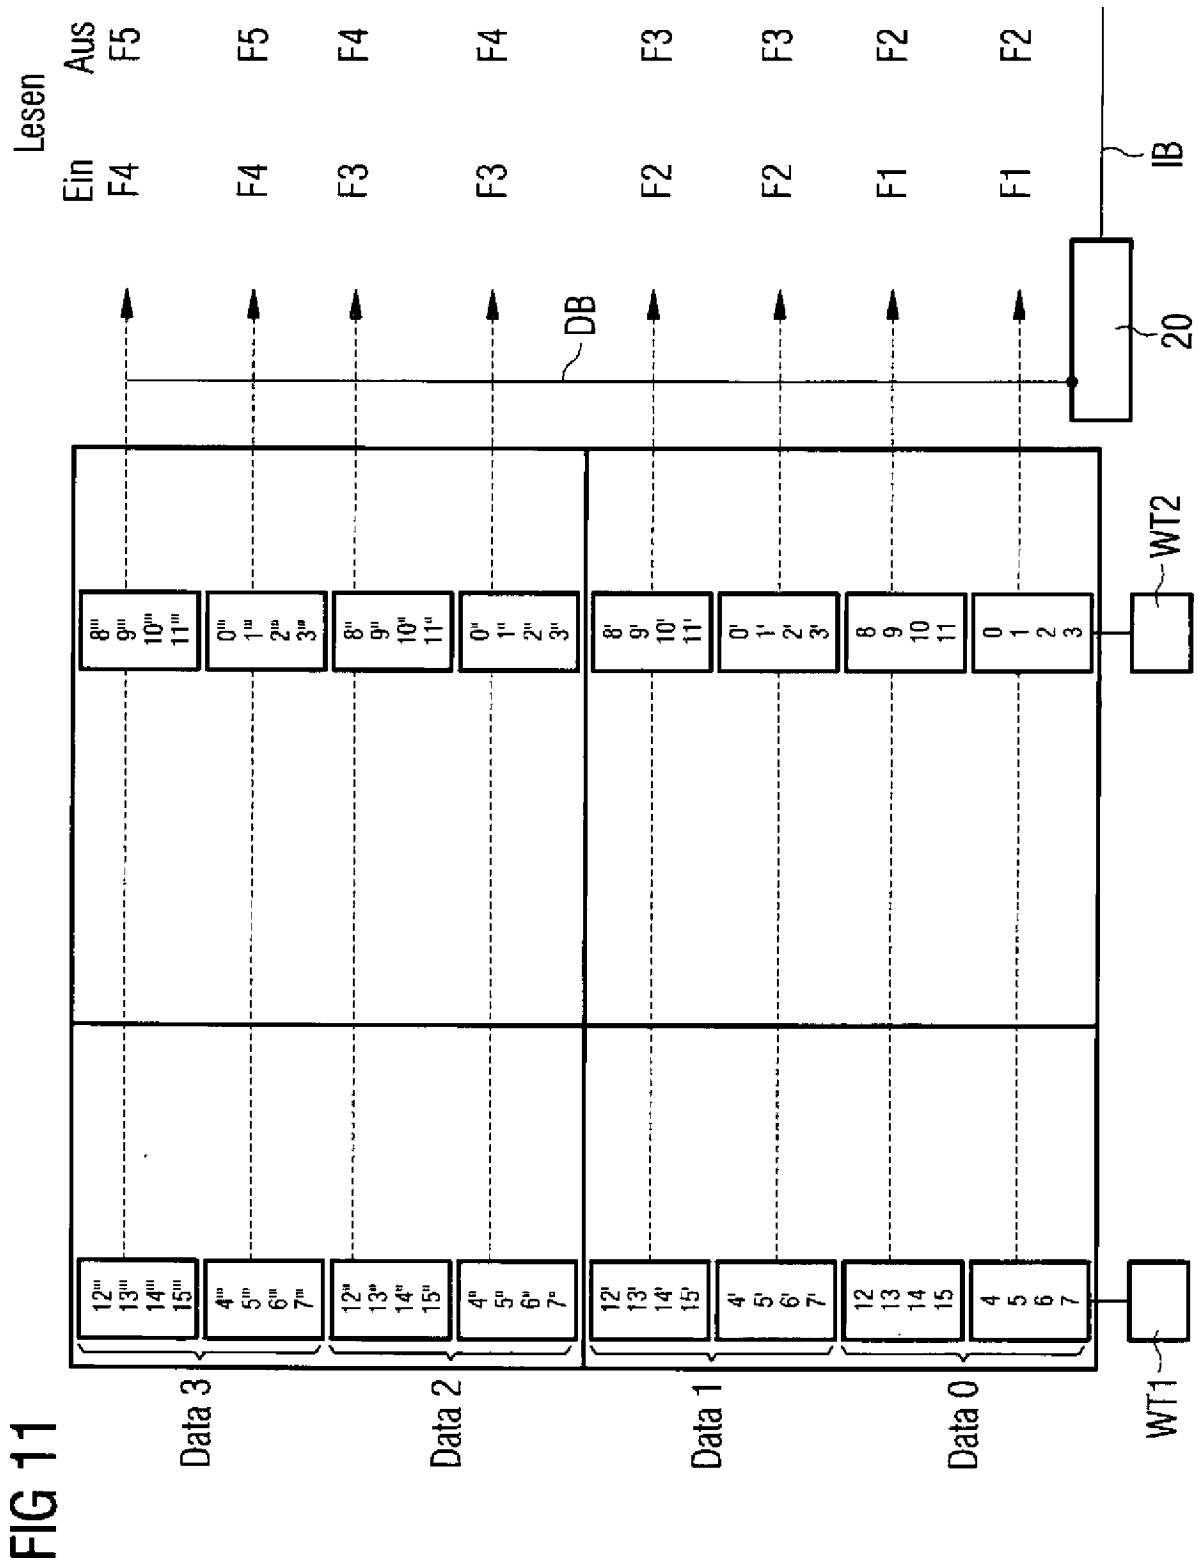 FIG 11
Lesen
Ein Aus
Data 3
12''' 8'''
13''' 9'''
14''' 10'''
15''' 11'''
F4 F5
4''' 0'''
5''' 1'''
6''' 2'''
7''' 3'''
F4 F5
Data 2
12'' 8''
13'' 9''
14'' 10''
15'' 11''
F3 F4
4'' 0''
5'' 1''
6'' 2''
7'' 3''
F3 F4
DB
Data 1
12' 8'
13' 9'
14' 10'
15' 11'
F2 F3
4' 0'
5' 1'
6' 2'
7' 3'
F2 F3
Data 0
12 8
13 9
14 10
15 11
F1 F2
4 0
5 1
6 2
7 3
F1 F2
WT1
WT2
20
IB